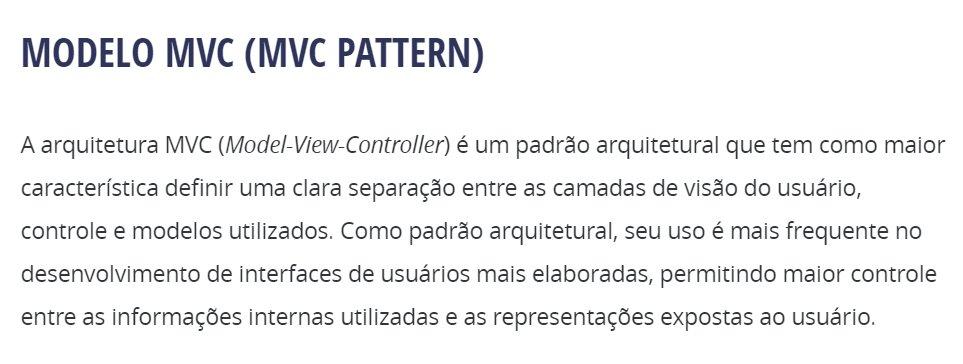 MODELO MVC (MVC PATTERN)
A arquitetura MVC (Model-View-Controller) é um padrão arquitetural que tem como maior
característica definir uma clara separação entre as camadas de visão do usuário,
controle e modelos utilizados. Como padrão arquitetural, seu uso é mais frequente no
desenvolvimento de interfaces de usuários mais elaboradas, permitindo maior controle
entre as informações internas utilizadas e as representações expostas ao usuário.